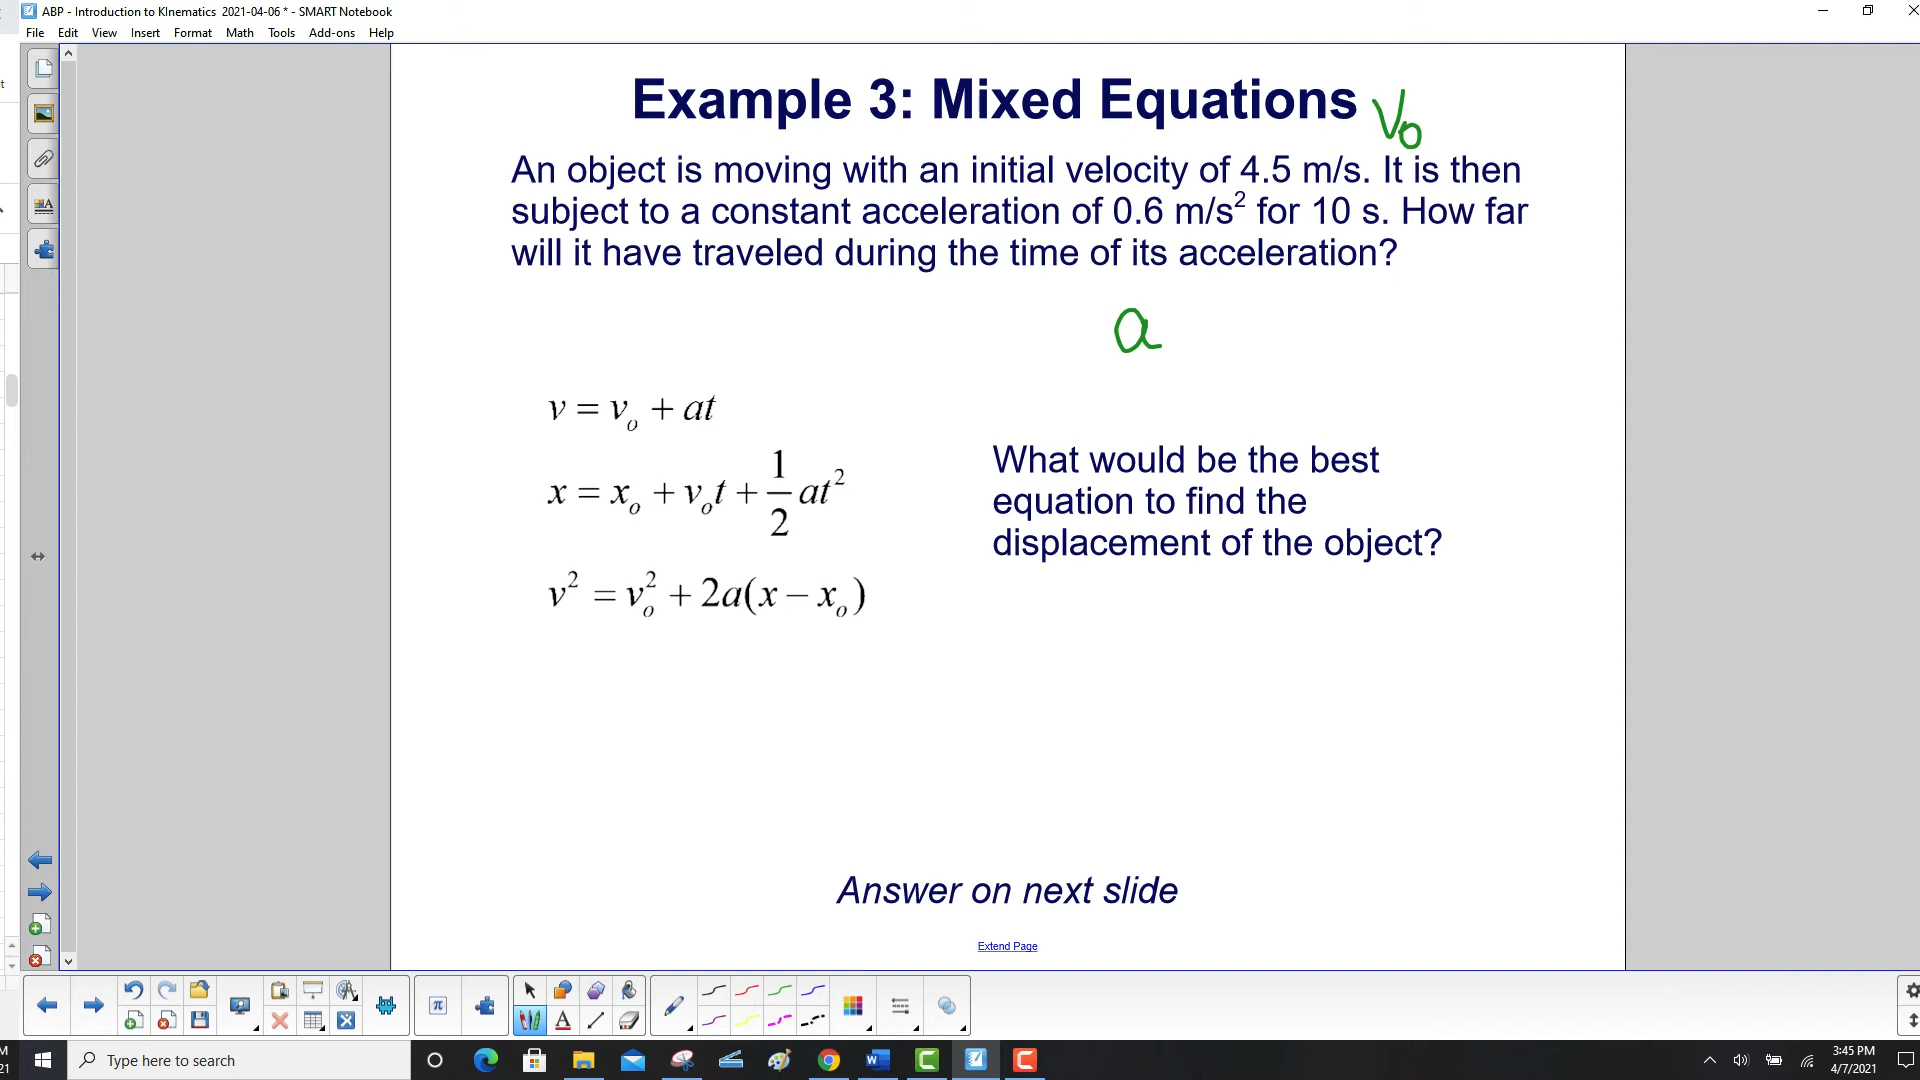 ABP - Introduction to KInematics 2021-04-06 * - SMART Notebook
File Edit View Insert Format Math Tools Add-ons Help
Example 3: Mixed Equations
V₀
An object is moving with an initial velocity of 4.5 m/s. It is then
subject to a constant acceleration of 0.6 m/s² for 10 s. How far
will it have traveled during the time of its acceleration?
a
v = vₒ + at
x = xₒ + vₒt + 1/2 at²
v² = vₒ² + 2a(x − xₒ)
What would be the best
equation to find the
displacement of the object?
Answer on next slide
Extend Page
Type here to search
3:45 PM
4/7/2021